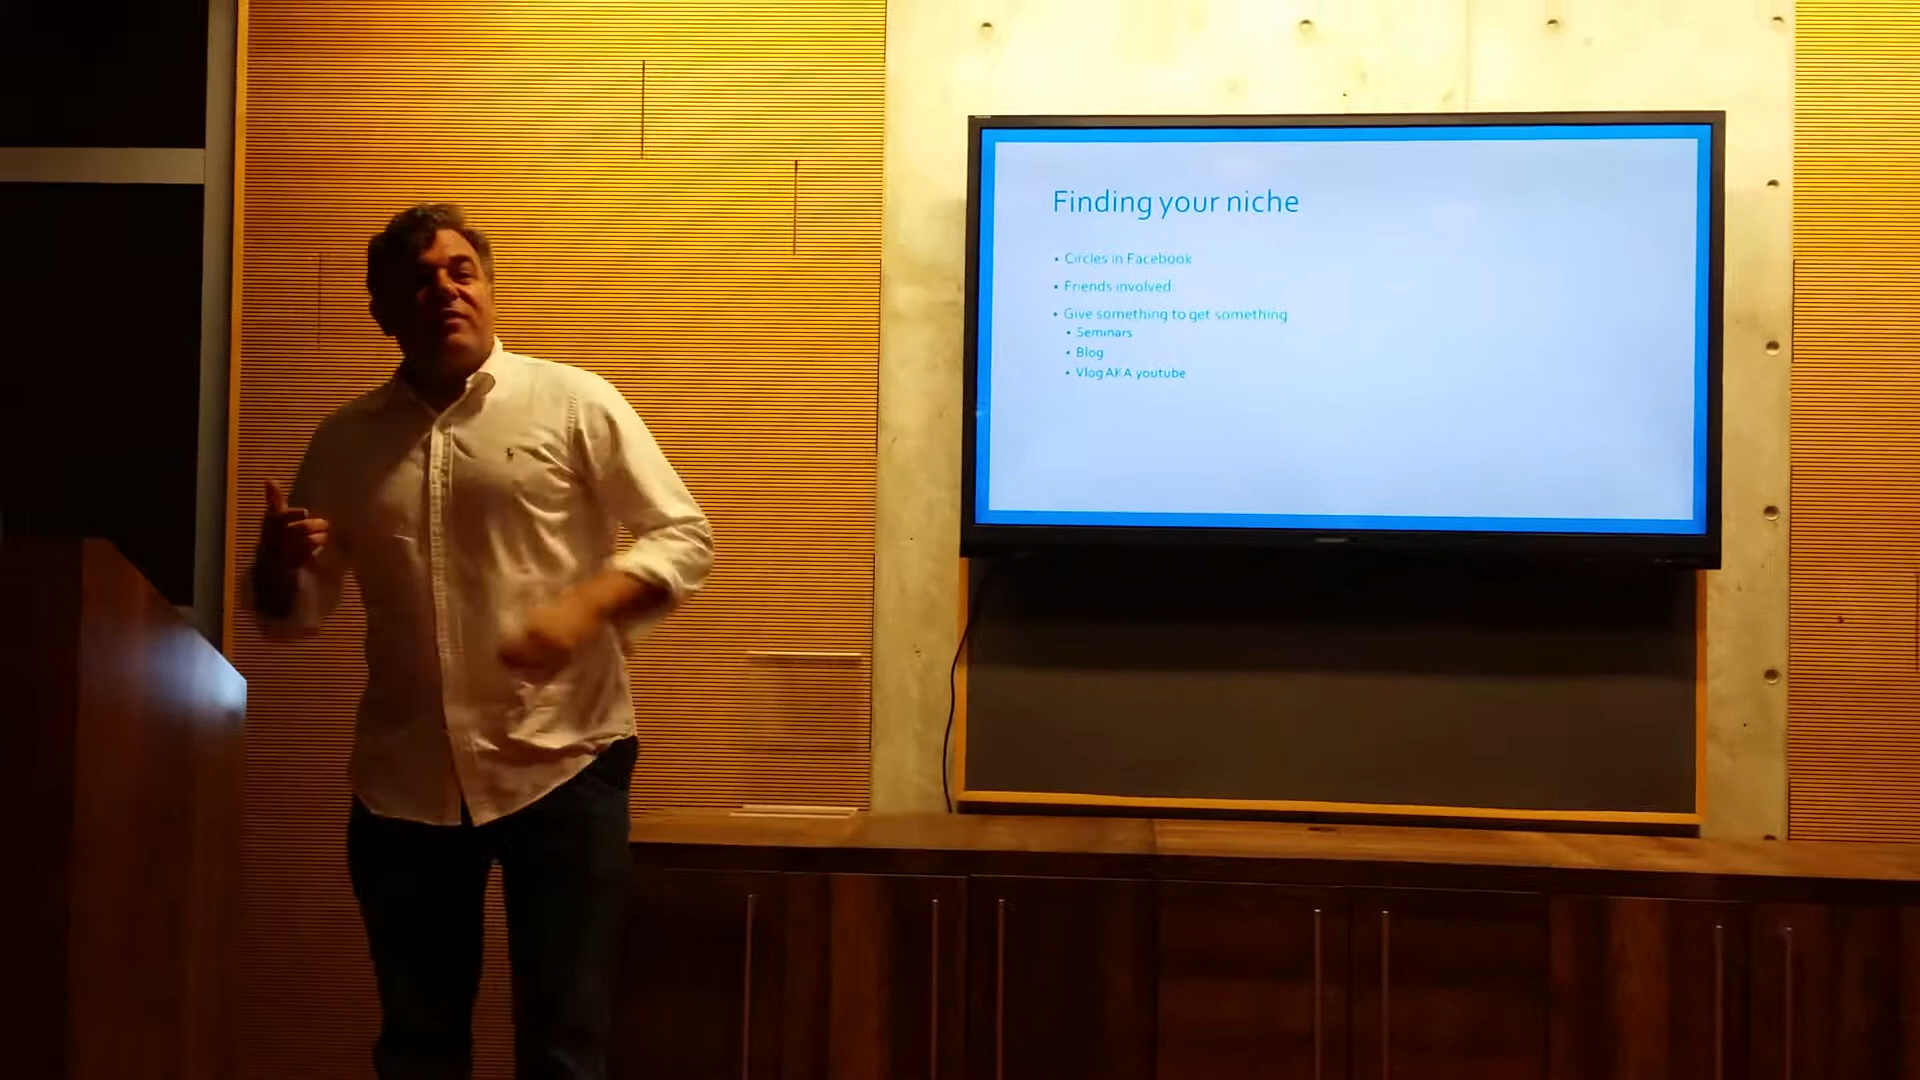 Finding your niche
• Circles in Facebook
• Friends involved
• Give something to get something
• Seminars
• Blog
• Vlog AKA youtube